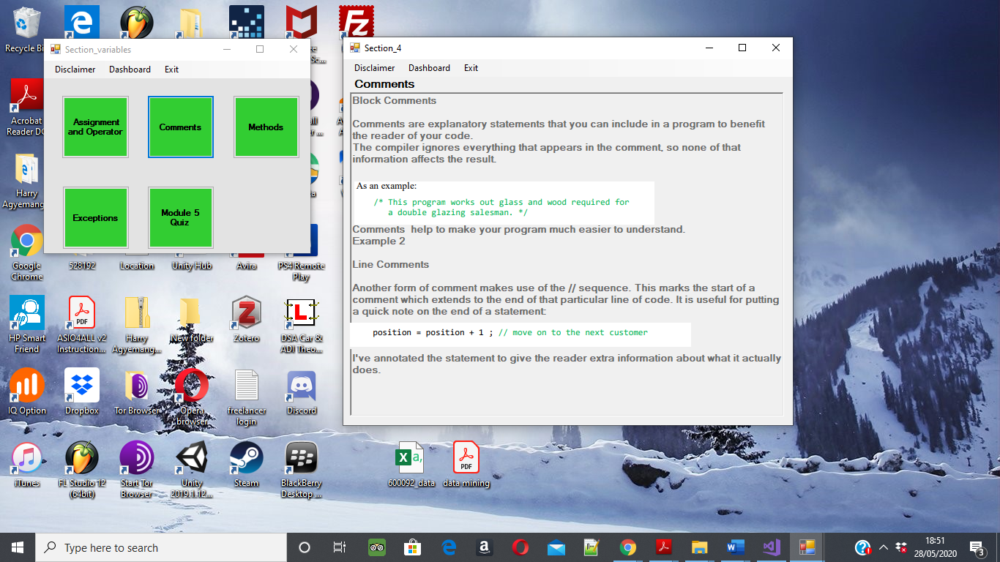 Recycle Bi
Section_variables
Disclaimer Dashboard Exit
Assignment
and Operator
Comments
Methods
Exceptions
Module 5
Quiz
Section_4
Disclaimer Dashboard Exit
Comments
Block Comments
Comments are explanatory statements that you can include in a program to benefit
the reader of your code.
The compiler ignores everything that appears in the comment, so none of that
information affects the result.
As an example:
/* This program works out glass and wood required for
a double glazing salesman. */
Comments help to make your program much easier to understand.
Example 2
Line Comments
Another form of comment makes use of the // sequence. This marks the start of a
comment which extends to the end of that particular line of code. It is useful for putting
a quick note on the end of a statement:
position = position + 1 ; // move on to the next customer
I've annotated the statement to give the reader extra information about what it actually
does.
Acrobat
Reader DC
Harry
Agyemang
Google
Chrome
528192
Location
Unity Hub
Avira
PS4 Remote
Play
HP Smart
Friend
ASIO4ALL v2
Instruction...
Harry
Agyemang...
New folder
Zotero
DSA Car &
ADI Theo...
IQ Option
Dropbox
Tor Browser
Opera
browser
freelancer
login
Discord
iTunes
FL Studio 12
(64bit)
Start Tor
Browser
Unity
2019.1.12...
Steam
BlackBerry
Desktop ...
600092_data
data mining
PDF
PDF
Type here to search
18:51
28/05/2020
3